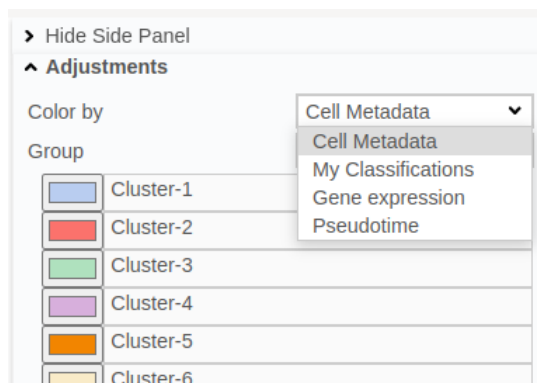 Hide Side Panel
Adjustments
Color by Cell Metadata
Cell Metadata
Group
My Classifications
Gene expression
Pseudotime
Cluster-1
Cluster-2
Cluster-3
Cluster-4
Cluster-5
Cluster-6